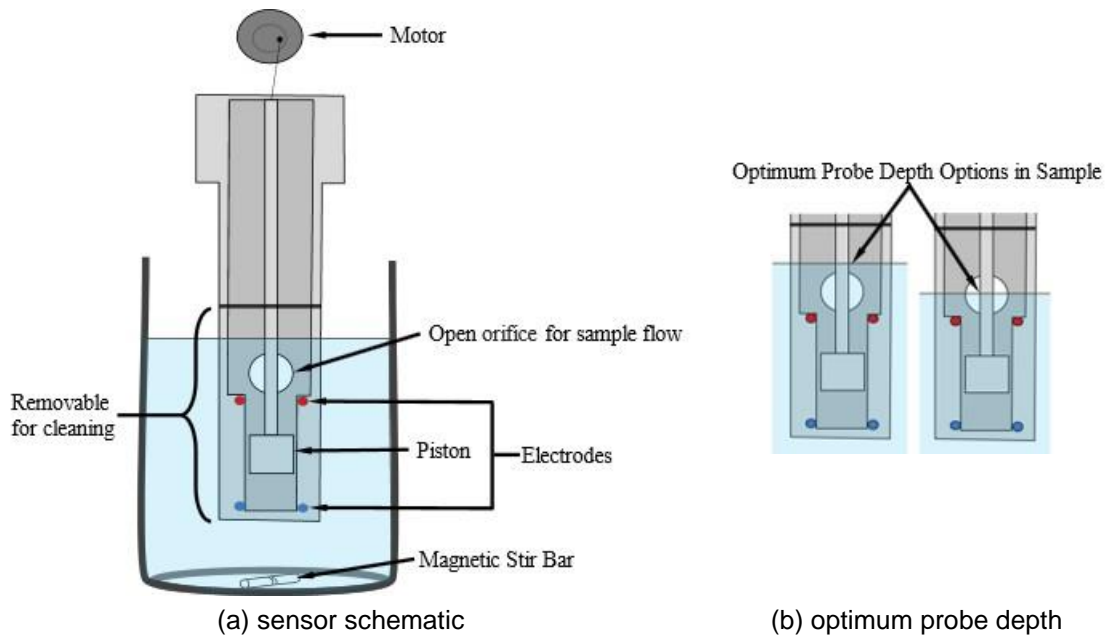 Motor
Optimum Probe Depth Options in Sample
Open orifice for sample flow
Removable
for cleaning
Piston
Electrodes
Magnetic Stir Bar
(a) sensor schematic
(b) optimum probe depth